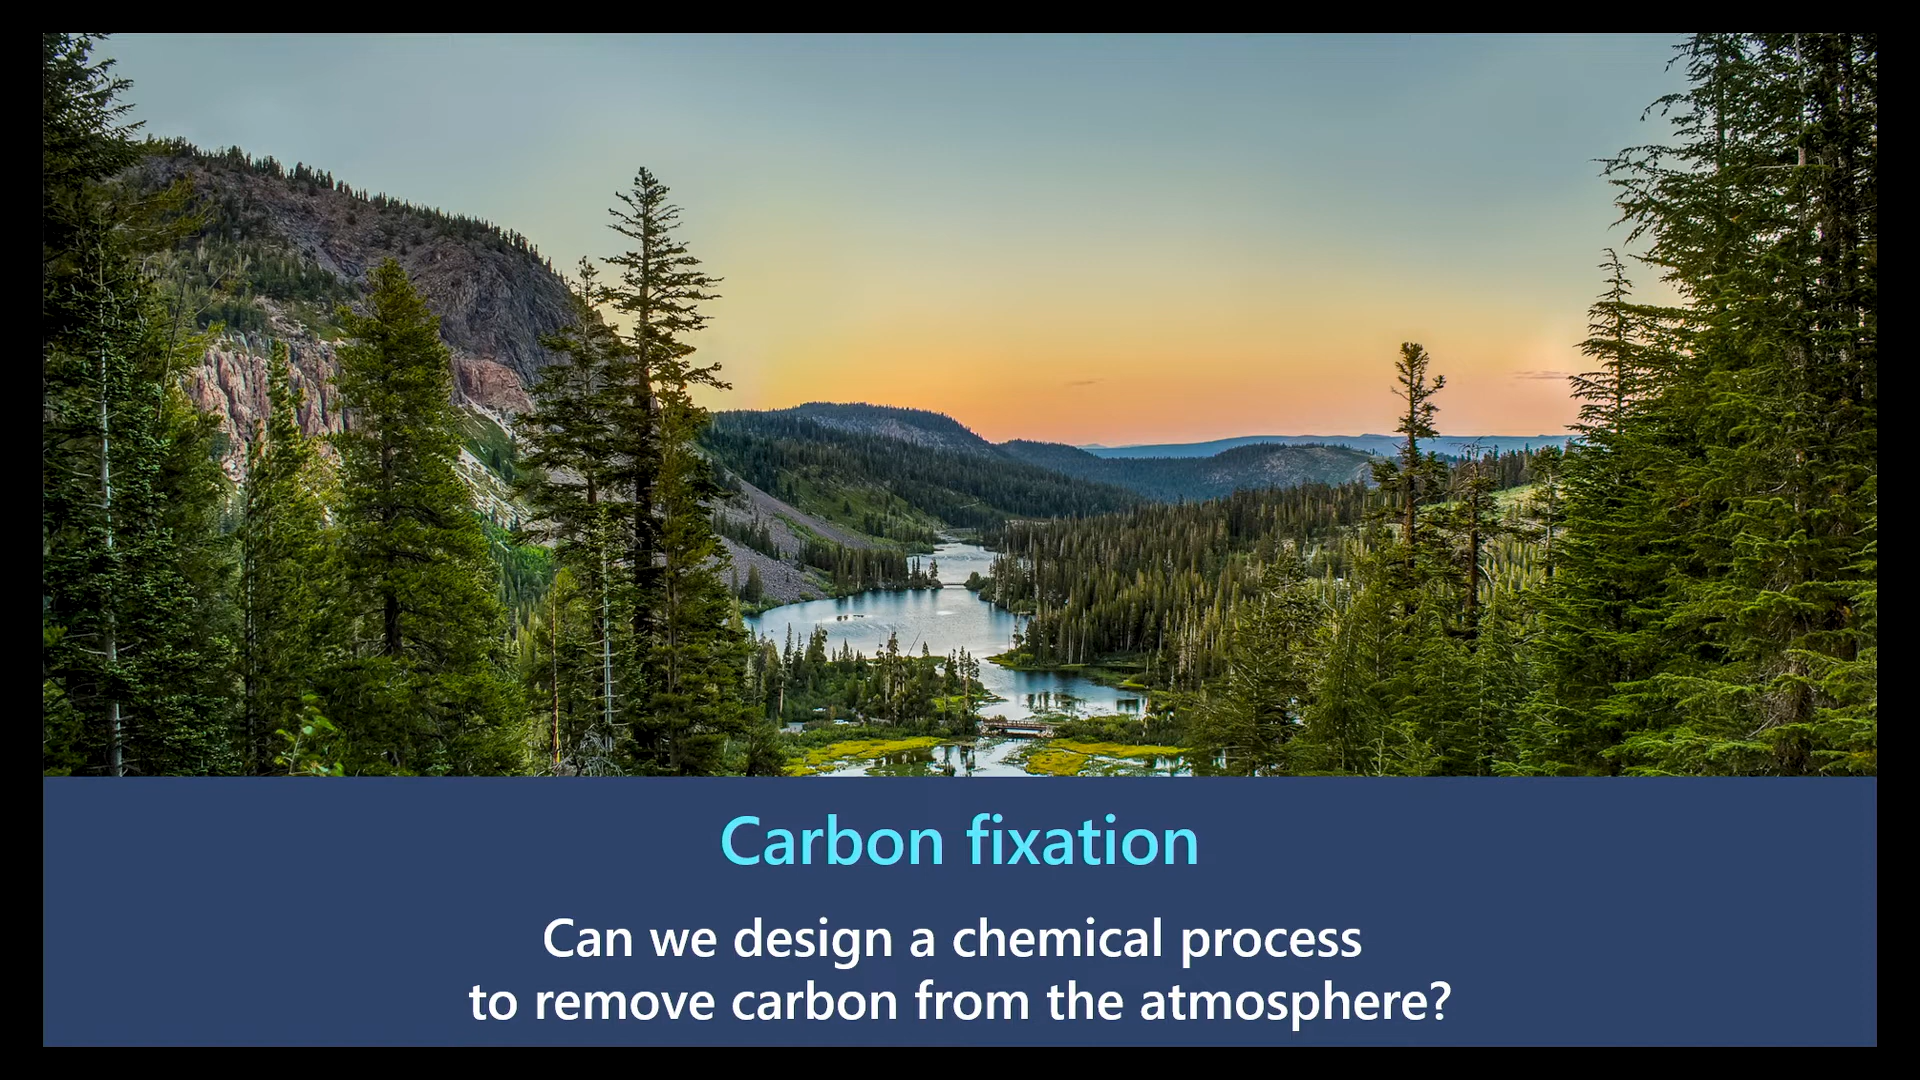 Carbon fixation
Can we design a chemical process
to remove carbon from the atmosphere?